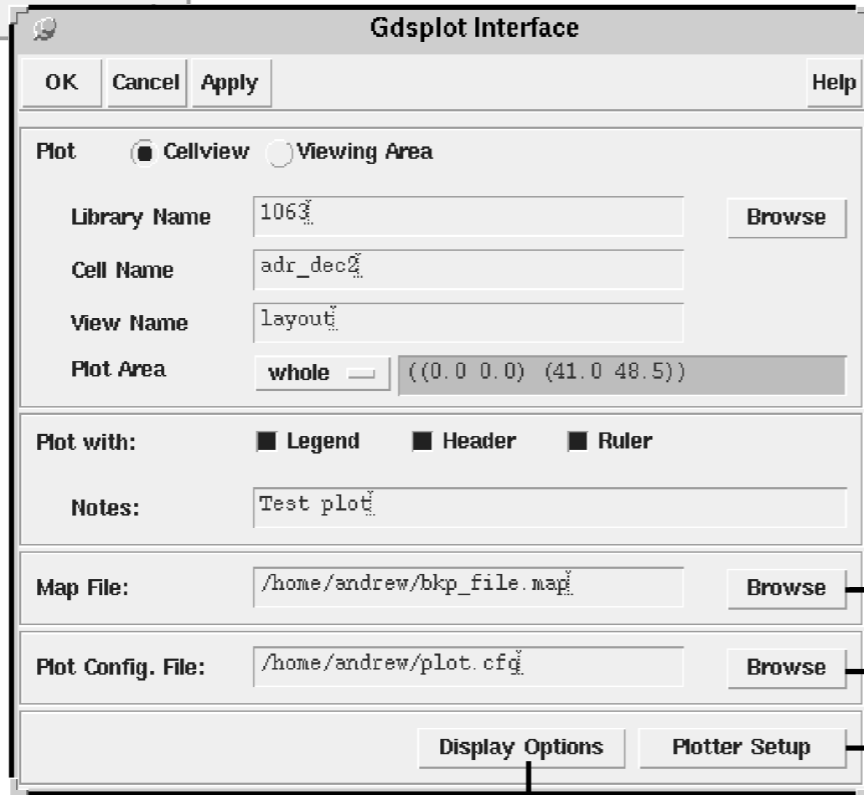 Gdsplot Interface
OK Cancel Apply Help
Plot Cellview Viewing Area
Library Name 1063 Browse
Cell Name adr_dec2
View Name layout
Plot Area whole ((0.0 0.0) (41.0 48.5))
Plot with: Legend Header Ruler
Notes: Test plot
Map File: /home/andrew/bkp_file.map Browse
Plot Config. File: /home/andrew/plot.cfg Browse
Display Options Plotter Setup